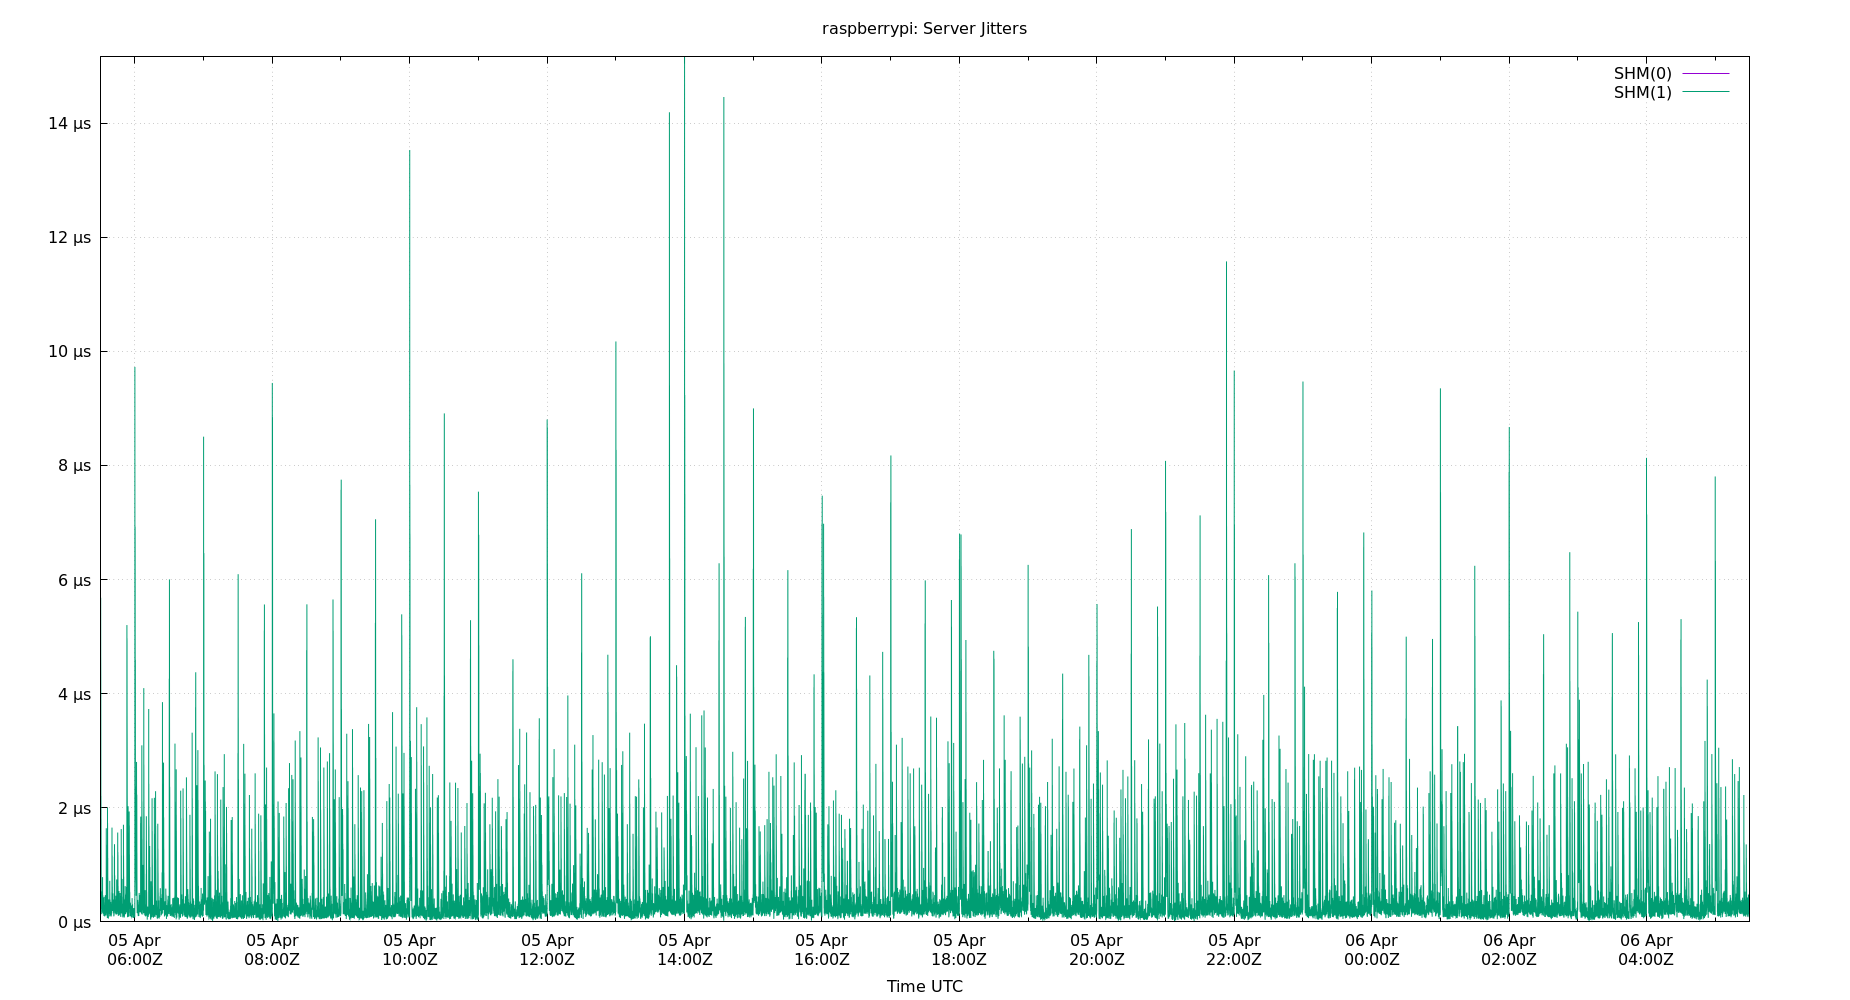 raspberrypi: Server Jitters
SHM(0)
SHM(1)
14 µs
12 µs
10 µs
8 µs
6 µs
4 µs
2 µs
0 µs
05 Apr 05 Apr 05 Apr 05 Apr 05 Apr 05 Apr 05 Apr 05 Apr 05 Apr 06 Apr 06 Apr 06 Apr
06:00Z 08:00Z 10:00Z 12:00Z 14:00Z 16:00Z 18:00Z 20:00Z 22:00Z 00:00Z 02:00Z 04:00Z
Time UTC